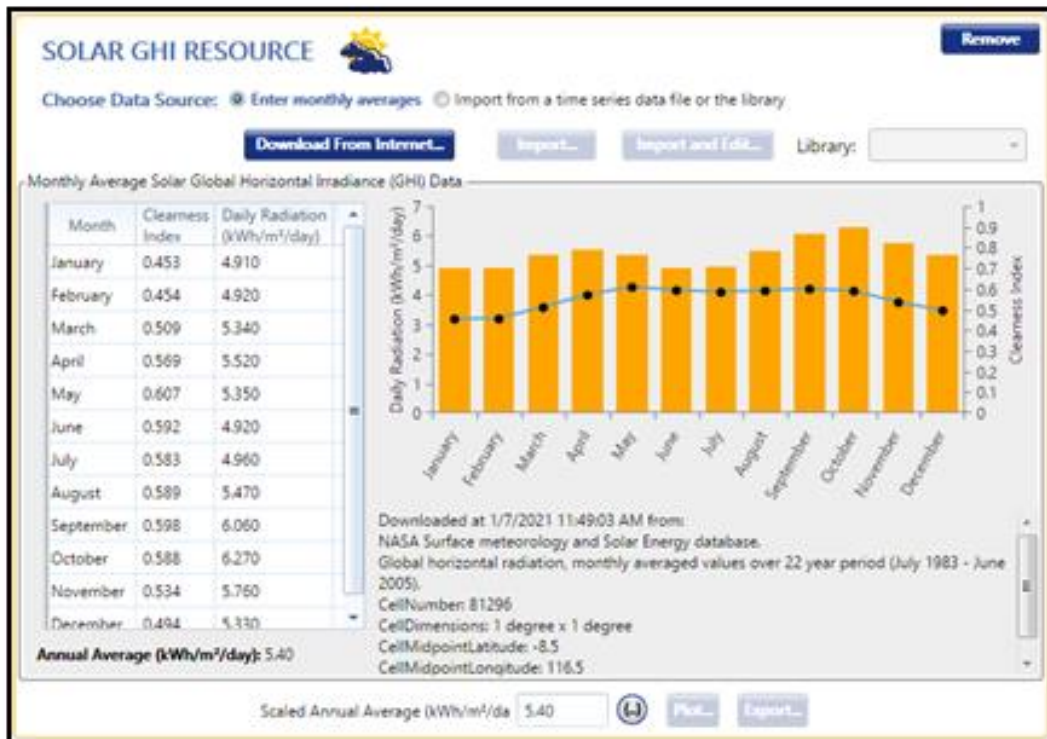 SOLAR GHI RESOURCE
Remove
Choose Data Source: Enter monthly averages Import from a time series data file or the library
Download From Internet... Import... Import and Edit... Library:
Monthly Average Solar Global Horizontal Irradiance (GHI) Data
Month Clearness Index Daily Radiation (kWh/m²/day)
January 0.453 4.910
February 0.454 4.920
March 0.509 5.340
April 0.569 5.520
May 0.607 5.350
June 0.592 4.920
July 0.583 4.960
August 0.589 5.470
September 0.598 6.060
October 0.588 6.270
November 0.534 5.760
December 0.494 5.330
Annual Average (kWh/m²/day): 5.40
Daily Radiation (kWh/m²/day)
7
6
5
4
3
2
1
0
1
0.9
0.8
0.7
0.6
0.5
0.4
0.3
0.2
0.1
0
Clearness Index
January February March April May June July August September October November December
Downloaded at 1/7/2021 11:49:03 AM from:
NASA Surface meteorology and Solar Energy database.
Global horizontal radiation, monthly averaged values over 22 year period (July 1983 - June
2005).
CellNumber: 81296
CellDimensions: 1 degree x 1 degree
CellMidpointLatitude: -8.5
CellMidpointLongitude: 116.5
Scaled Annual Average (kWh/m²/da 5.40 {..} Plot... Export...